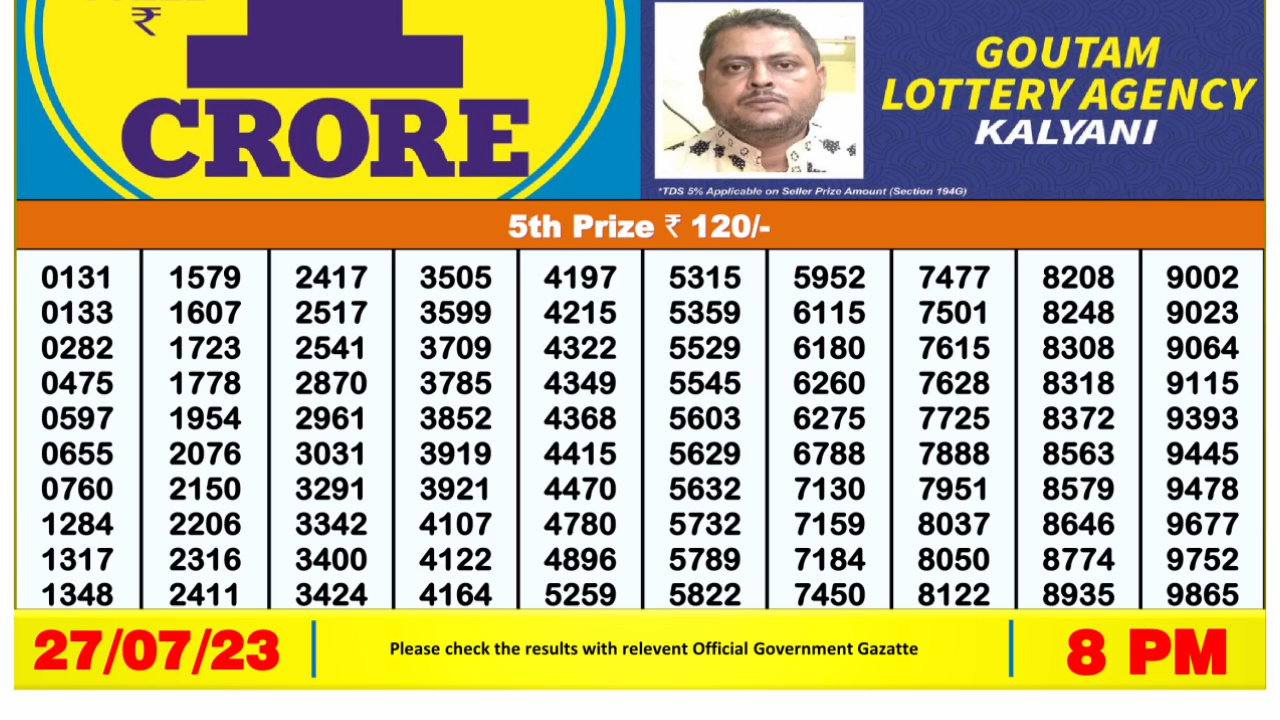 ₹
1
CRORE
GOUTAM
LOTTERY AGENCY
KALYANI
*TDS 5% Applicable on Seller Prize Amount (Section 194G)
5th Prize ₹ 120/-
0131 1579 2417 3505 4197 5315 5952 7477 8208 9002
0133 1607 2517 3599 4215 5359 6115 7501 8248 9023
0282 1723 2541 3709 4322 5529 6180 7615 8308 9064
0475 1778 2870 3785 4349 5545 6260 7628 8318 9115
0597 1954 2961 3852 4368 5603 6275 7725 8372 9393
0655 2076 3031 3919 4415 5629 6788 7888 8563 9445
0760 2150 3291 3921 4470 5632 7130 7951 8579 9478
1284 2206 3342 4107 4780 5732 7159 8037 8646 9677
1317 2316 3400 4122 4896 5789 7184 8050 8774 9752
1348 2411 3424 4164 5259 5822 7450 8122 8935 9865
27/07/23
Please check the results with relevent Official Government Gazatte
8 PM